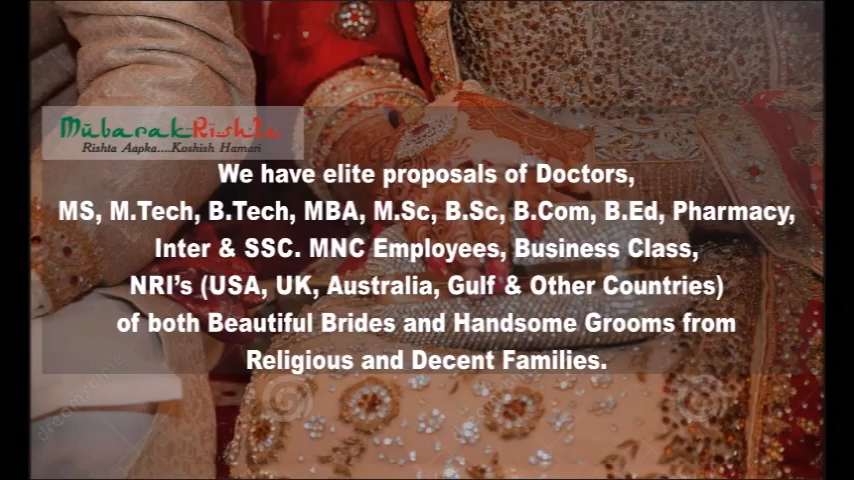 MubarakRishte
Rishta Aapka....Koshish Hamari
We have elite proposals of Doctors,
MS, M.Tech, B.Tech, MBA, M.Sc, B.Sc, B.Com, B.Ed, Pharmacy,
Inter & SSC. MNC Employees, Business Class,
NRI's (USA, UK, Australia, Gulf & Other Countries)
of both Beautiful Brides and Handsome Grooms from
Religious and Decent Families.
dreamstime